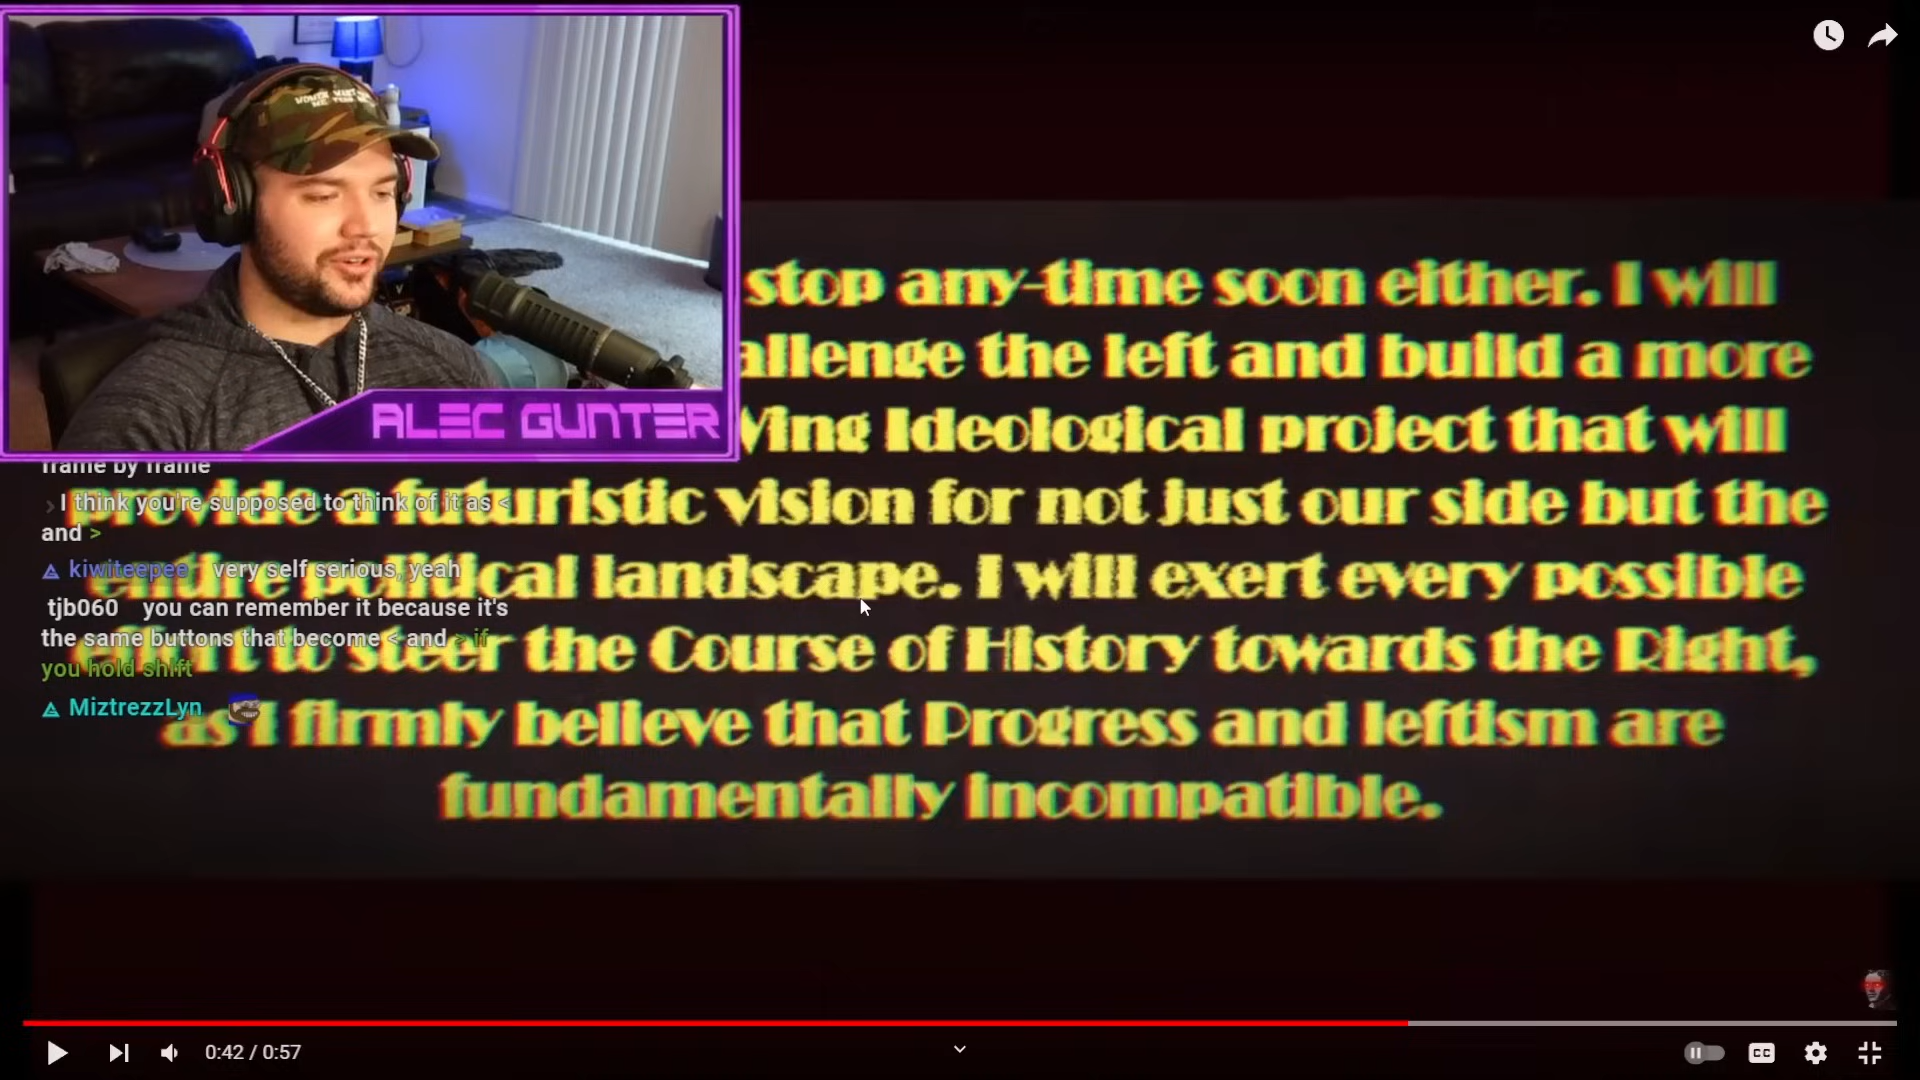 ALEC GUNTER
stop any-time soon either. I will
allenge the left and build a more
Wing Ideological project that will
provide a futuristic vision for not just our side but the
entire political landscape. I will exert every possible
to steer the Course of History towards the Right,
as I firmly believe that Progress and leftism are
fundamentally incompatible.
frame by frame
I think you're supposed to think of it as <
and >
kiwiteepee very self serious, yeah
tjb060 you can remember it because it's
the same buttons that become < and > if
you hold shift
MiztrezzLyn
0:42 / 0:57
CC